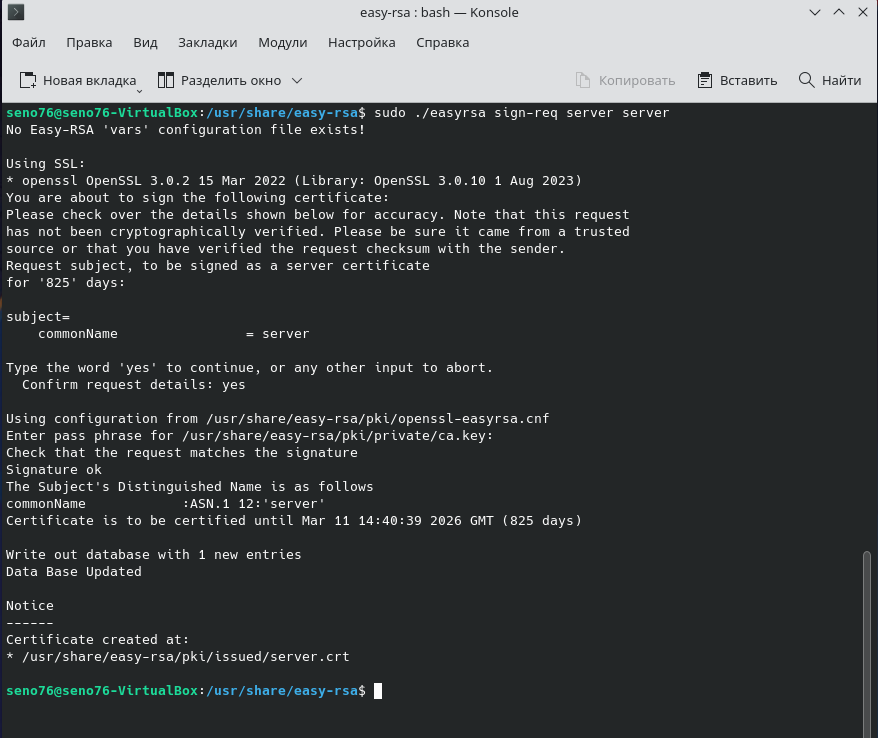 easy-rsa : bash — Konsole
Файл Правка Вид Закладки Модули Настройка Справка
Новая вкладка Разделить окно Копировать Вставить Найти
seno76@seno76-VirtualBox:/usr/share/easy-rsa$ sudo ./easyrsa sign-req server server
No Easy-RSA 'vars' configuration file exists!

Using SSL:
* openssl OpenSSL 3.0.2 15 Mar 2022 (Library: OpenSSL 3.0.10 1 Aug 2023)
You are about to sign the following certificate:
Please check over the details shown below for accuracy. Note that this request
has not been cryptographically verified. Please be sure it came from a trusted
source or that you have verified the request checksum with the sender.
Request subject, to be signed as a server certificate
for '825' days:

subject=
    commonName                = server

Type the word 'yes' to continue, or any other input to abort.
  Confirm request details: yes

Using configuration from /usr/share/easy-rsa/pki/openssl-easyrsa.cnf
Enter pass phrase for /usr/share/easy-rsa/pki/private/ca.key:
Check that the request matches the signature
Signature ok
The Subject's Distinguished Name is as follows
commonName            :ASN.1 12:'server'
Certificate is to be certified until Mar 11 14:40:39 2026 GMT (825 days)

Write out database with 1 new entries
Data Base Updated

Notice
------
Certificate created at:
* /usr/share/easy-rsa/pki/issued/server.crt

seno76@seno76-VirtualBox:/usr/share/easy-rsa$